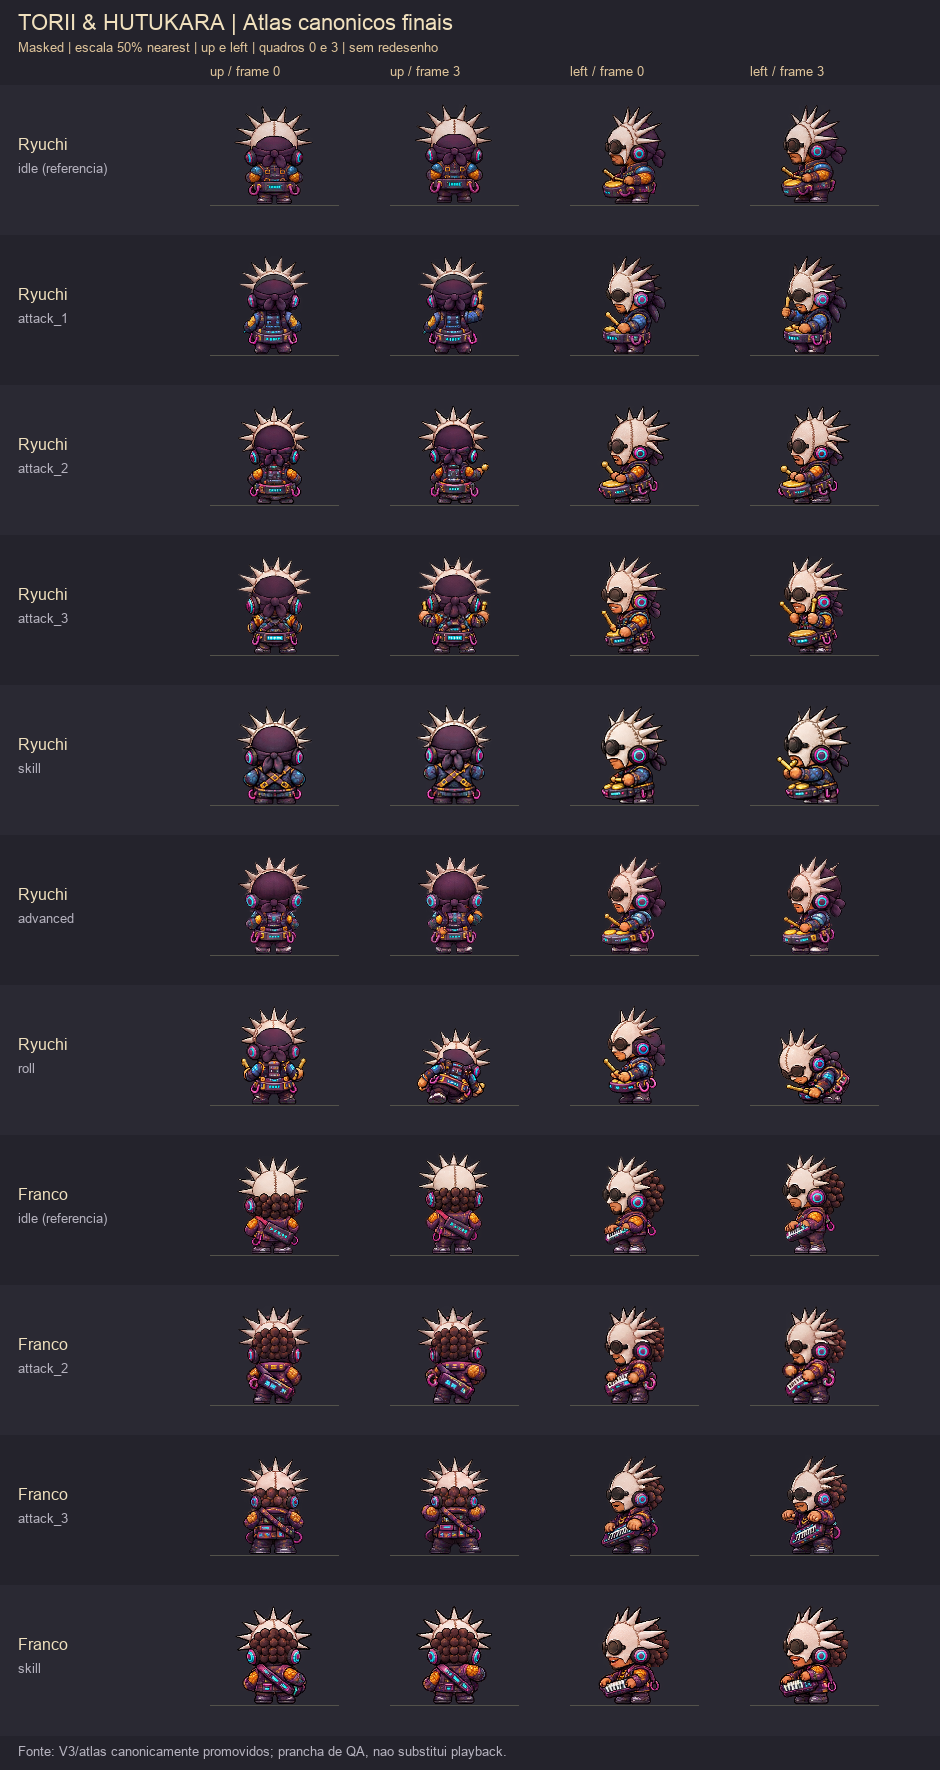 TORII & HUTUKARA | Atlas canonicos finais
Masked | escala 50% nearest | up e left | quadros 0 e 3 | sem redesenho
up / frame 0 up / frame 3 left / frame 0 left / frame 3
Ryuchi
idle (referencia)
Ryuchi
attack_1
Ryuchi
attack_2
Ryuchi
attack_3
Ryuchi
skill
Ryuchi
advanced
Ryuchi
roll
Franco
idle (referencia)
Franco
attack_2
Franco
attack_3
Franco
skill
Fonte: V3/atlas canonicamente promovidos; prancha de QA, nao substitui playback.